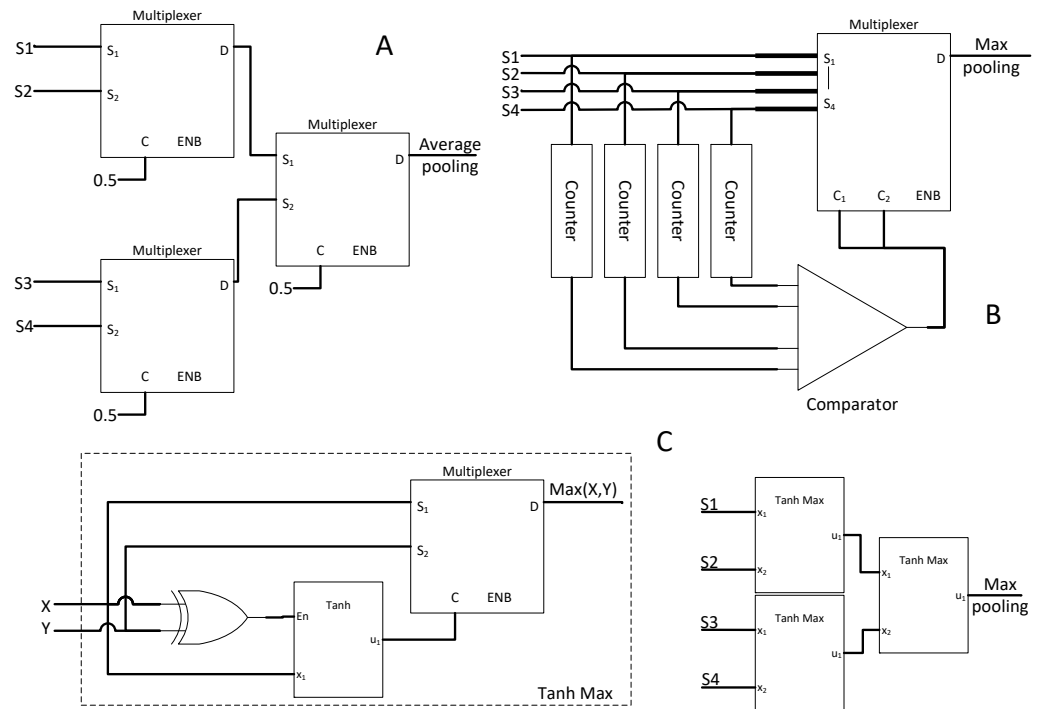 Multiplexer
S1
S₁
D
A
S2
S₂
C
ENB
0.5
Multiplexer
S₁
D
Average
pooling
S₂
C
ENB
0.5
Multiplexer
S3
S₁
D
S4
S₂
C
ENB
0.5
Multiplexer
S1
S₁
D
Max
pooling
S2
S3
S4
S₄
Counter
Counter
Counter
Counter
C₁
C₂
ENB
B
Comparator
C
Multiplexer
S₁
D
Max(X,Y)
S₂
C
ENB
X
Y
Tanh
En
u₁
x₁
Tanh Max
S1
Tanh Max
x₁
u₁
S2
x₂
S3
Tanh Max
x₁
u₁
S4
x₂
Tanh Max
x₁
u₁
Max
pooling
x₂